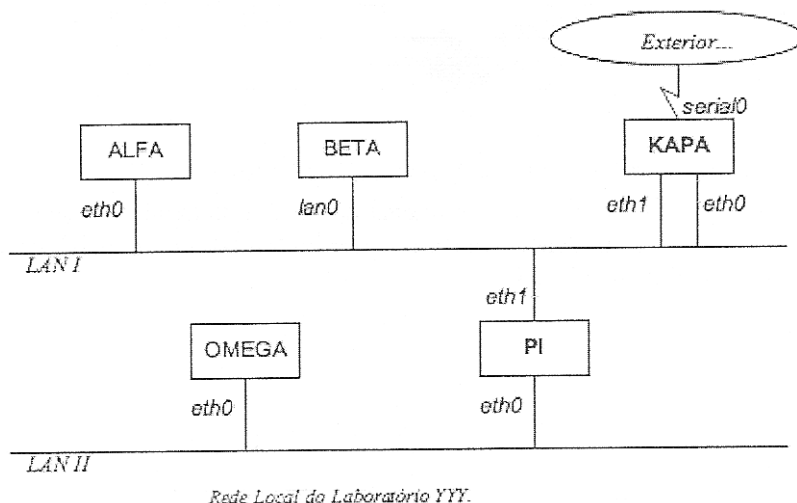 Exterior...
serial0
ALFA
BETA
KAPA
eth0
lan0
eth1
eth0
LAN I
eth1
OMEGA
PI
eth0
eth0
LAN II
Rede Local do Laboratório YYY.